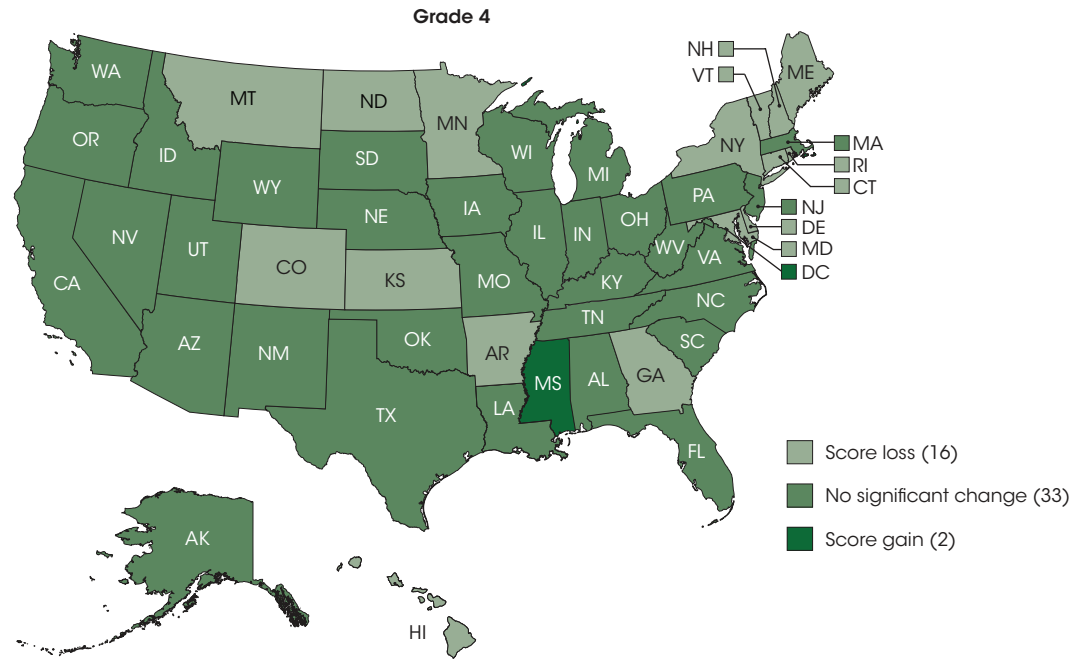 Grade 4
WA
MT
ND
MN
OR
ID
WY
SD
WI
MI
NY
ME
NH
VT
MA
RI
CT
NJ
DE
MD
DC
PA
NV
UT
CO
NE
KS
IA
IL
IN
OH
WV
VA
CA
AZ
NM
OK
MO
KY
TN
NC
SC
AR
MS
AL
GA
TX
LA
FL
AK
HI
Score loss (16)
No significant change (33)
Score gain (2)